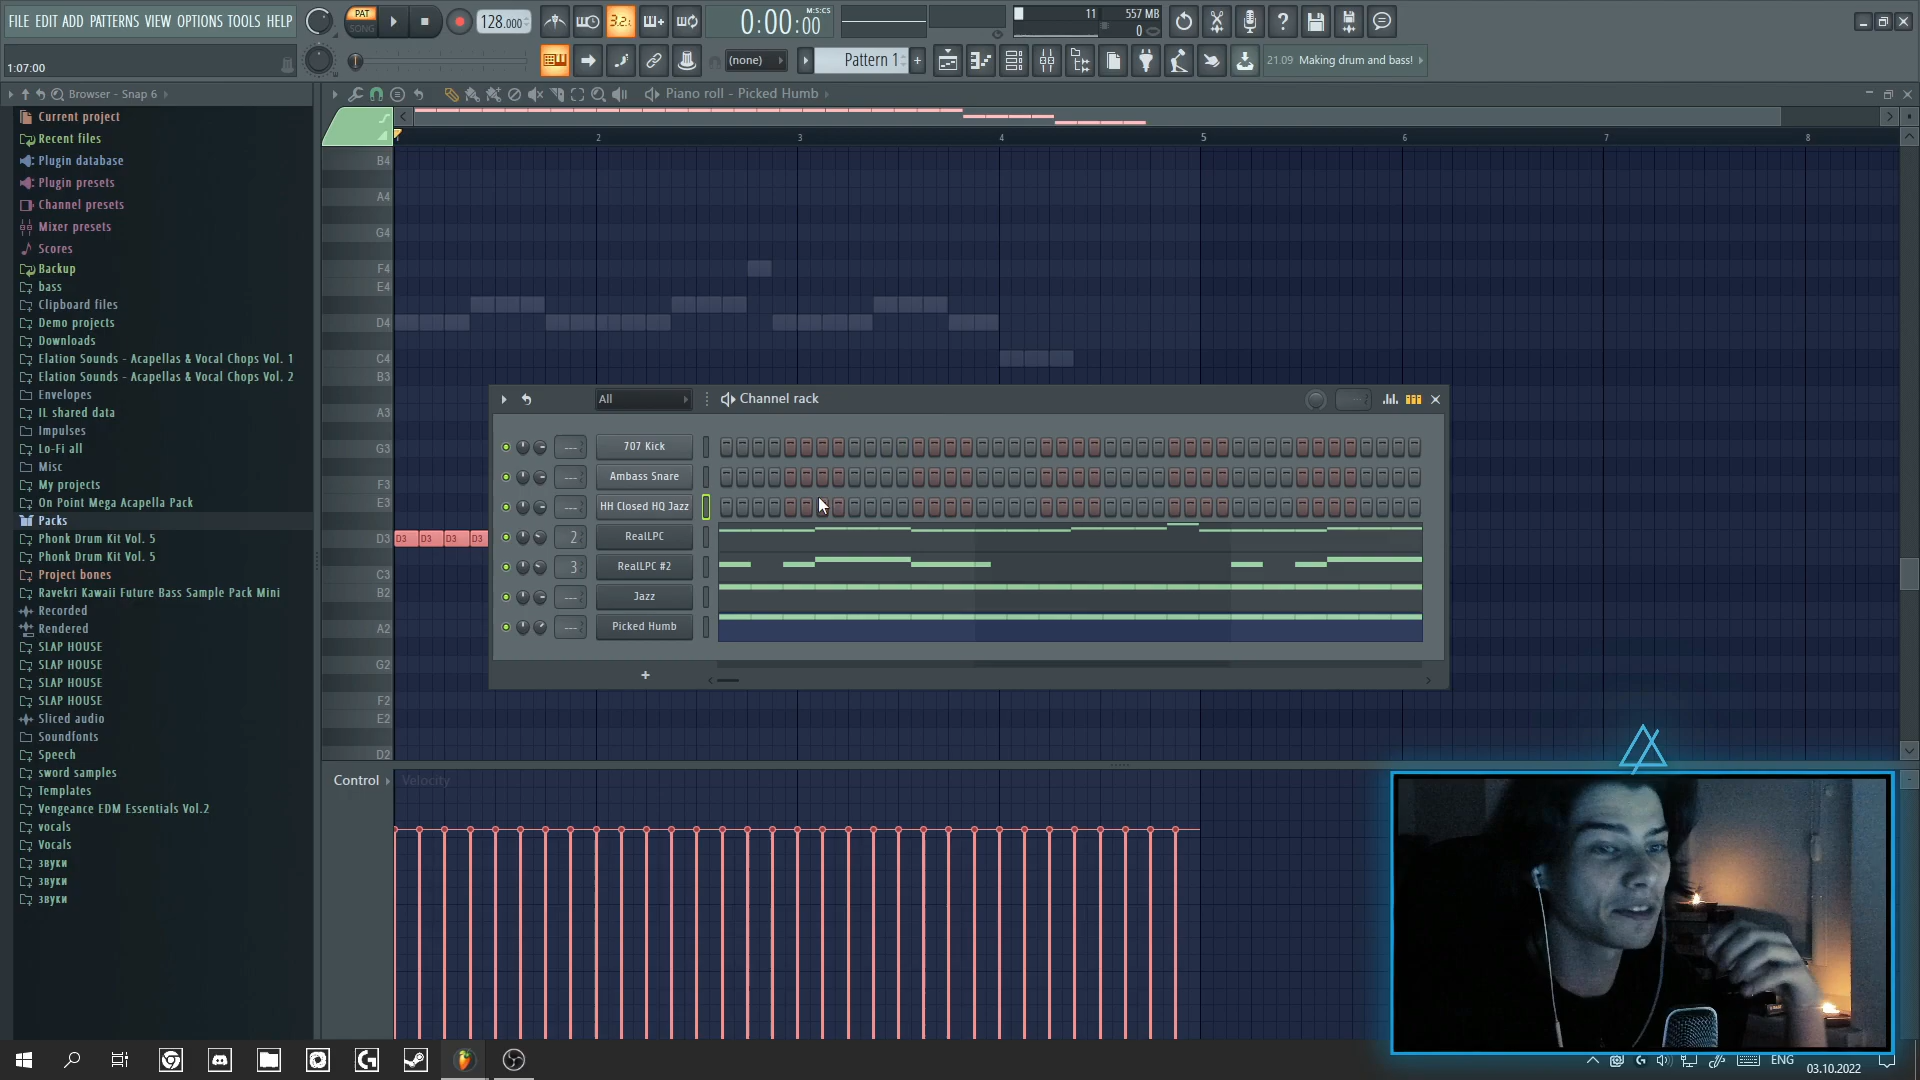 FILE EDIT ADD PATTERNS VIEW OPTIONS TOOLS HELP
PAT
SONG
128.000
3.2.
0:00:00
M:S:CS
11
557 MB
0
1:07:00
(none)
Pattern 1
+
21.09 Making drum and bass!
Browser - Snap 6
Piano roll - Picked Humb
Current project
Recent files
Plugin database
Plugin presets
Channel presets
Mixer presets
Scores
Backup
bass
Clipboard files
Demo projects
Downloads
Elation Sounds - Acapellas & Vocal Chops Vol. 1
Elation Sounds - Acapellas & Vocal Chops Vol. 2
Envelopes
IL shared data
Impulses
Lo-Fi all
Misc
My projects
On Point Mega Acapella Pack
Packs
Phonk Drum Kit Vol. 5
Phonk Drum Kit Vol. 5
Project bones
Ravekri Kawaii Future Bass Sample Pack Mini
Recorded
Rendered
SLAP HOUSE
SLAP HOUSE
SLAP HOUSE
SLAP HOUSE
Sliced audio
Soundfonts
Speech
sword samples
Templates
Vengeance EDM Essentials Vol.2
vocals
Vocals
звуки
звуки
звуки
2 3 4 5 6 7 8
B4
A4
G4
F4
E4
D4
C4
B3
A3
G3
F3
E3
D3
D3 D3 D3 D3
C3
B2
A2
G2
F2
E2
D2
All
Channel rack
707 Kick
Ambass Snare
HH Closed HQ Jazz
2 RealLPC
3 RealLPC #2
Jazz
Picked Humb
+
Control
Velocity
ENG
03.10.2022